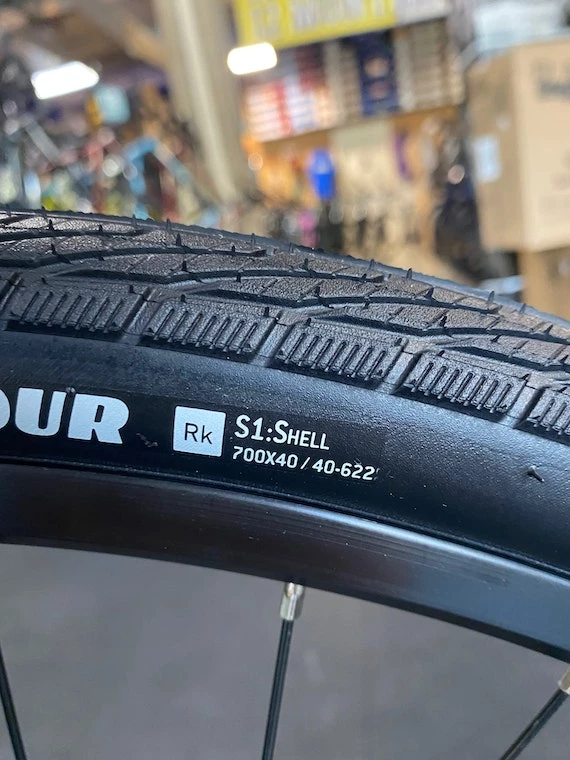 OUR
Rk
S1:SHELL
700X40 / 40-622